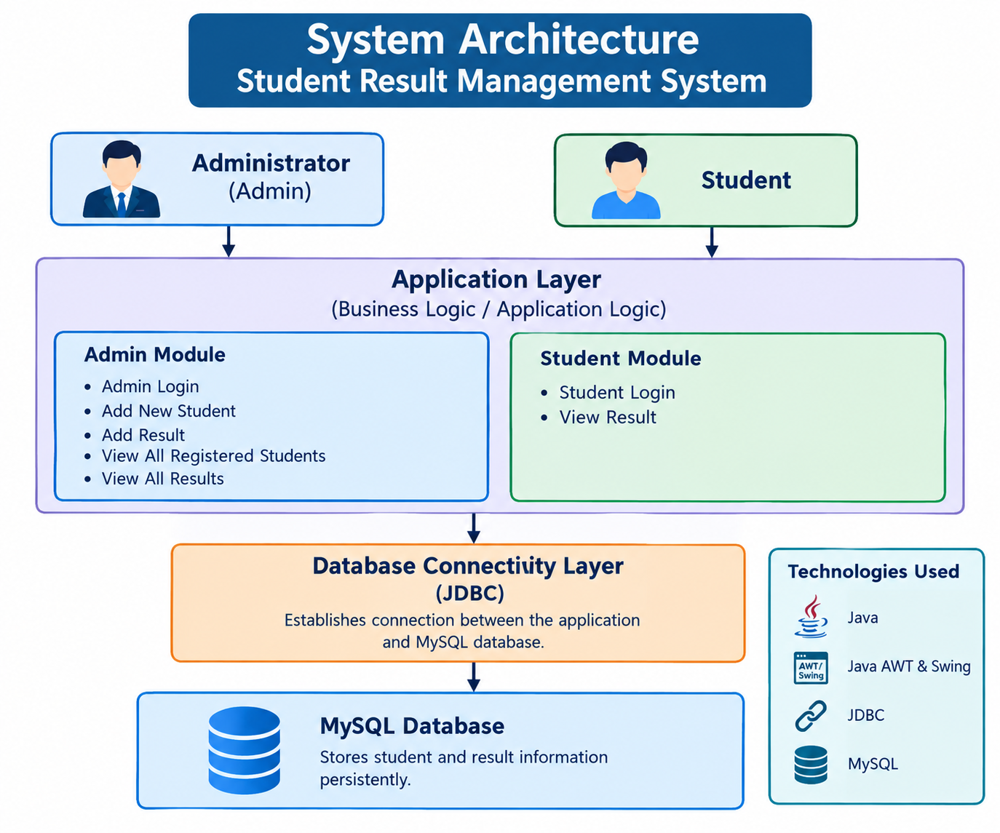 System Architecture
Student Result Management System
Administrator
(Admin)
Student
Application Layer
(Business Logic / Application Logic)
Admin Module
• Admin Login
• Add New Student
• Add Result
• View All Registered Students
• View All Results
Student Module
• Student Login
• View Result
Database Connectivity Layer
(JDBC)
Establishes connection between the application
and MySQL database.
MySQL Database
Stores student and result information
persistently.
Technologies Used
Java
AWT/
Swing
Java AWT & Swing
JDBC
MySQL